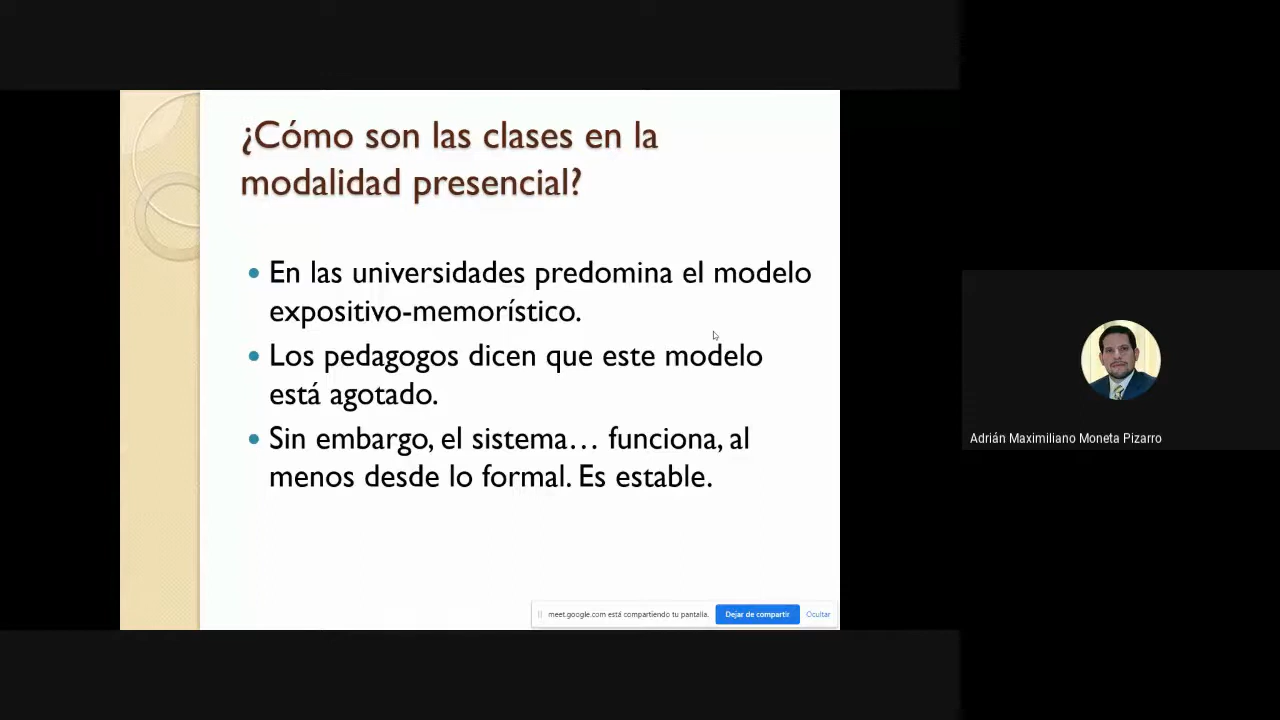 ¿Cómo son las clases en la
modalidad presencial?
En las universidades predomina el modelo
expositivo-memorístico.
Los pedagogos dicen que este modelo
está agotado.
Sin embargo, el sistema… funciona, al
menos desde lo formal. Es estable.
meet.google.com está compartiendo tu pantalla.
Dejar de compartir
Ocultar
Adrián Maximiliano Moneta Pizarro